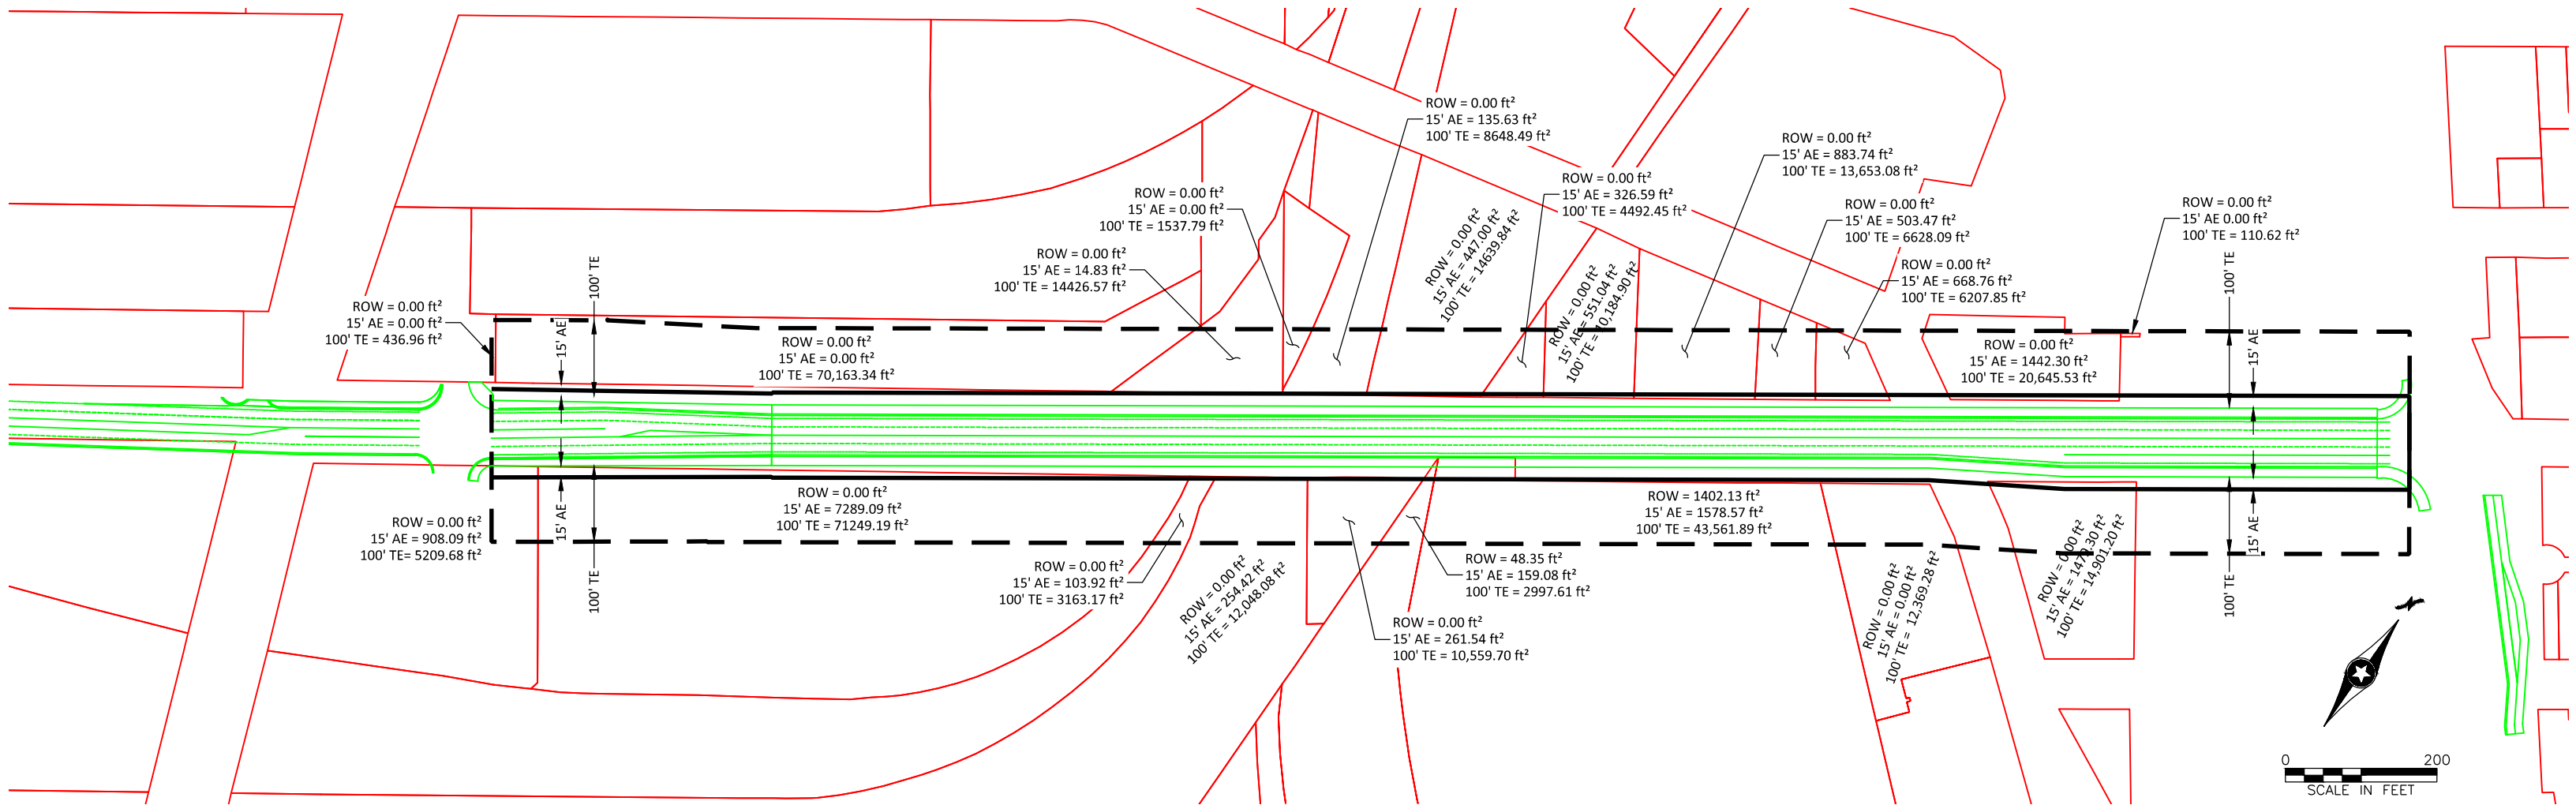 ROW = 0.00 ft²
15' AE = 135.63 ft²
100' TE = 8648.49 ft²
ROW = 0.00 ft²
15' AE = 883.74 ft²
100' TE = 13,653.08 ft²
ROW = 0.00 ft²
15' AE = 326.59 ft²
100' TE = 4492.45 ft²
ROW = 0.00 ft²
15' AE = 0.00 ft²
100' TE = 1537.79 ft²
ROW = 0.00 ft²
15' AE = 503.47 ft²
100' TE = 6628.09 ft²
ROW = 0.00 ft²
15' AE 0.00 ft²
100' TE = 110.62 ft²
ROW = 0.00 ft²
15' AE = 447.00 ft²
100' TE = 14639.84 ft²
ROW = 0.00 ft²
15' AE = 14.83 ft²
100' TE = 14426.57 ft²
ROW = 0.00 ft²
15' AE = 551.04 ft²
100' TE = 10,184.90 ft²
ROW = 0.00 ft²
15' AE = 668.76 ft²
100' TE = 6207.85 ft²
100' TE
100' TE
ROW = 0.00 ft²
15' AE = 0.00 ft²
100' TE = 436.96 ft²
15' AE
ROW = 0.00 ft²
15' AE = 0.00 ft²
100' TE = 70,163.34 ft²
ROW = 0.00 ft²
15' AE = 1442.30 ft²
100' TE = 20,645.53 ft²
15' AE
ROW = 0.00 ft²
15' AE = 908.09 ft²
100' TE= 5209.68 ft²
15' AE
100' TE
ROW = 0.00 ft²
15' AE = 7289.09 ft²
100' TE = 71249.19 ft²
ROW = 1402.13 ft²
15' AE = 1578.57 ft²
100' TE = 43,561.89 ft²
15' AE
100' TE
ROW = 0.00 ft²
15' AE = 103.92 ft²
100' TE = 3163.17 ft²
ROW = 0.00 ft²
15' AE = 254.42 ft²
100' TE = 12,048.08 ft²
ROW = 48.35 ft²
15' AE = 159.08 ft²
100' TE = 2997.61 ft²
ROW = 0.00 ft²
15' AE = 261.54 ft²
100' TE = 10,559.70 ft²
ROW = 0.00 ft²
15' AE = 0.00 ft²
100' TE = 12,369.28 ft²
ROW = 0.00 ft²
15' AE = ft²
100' TE = 14,901.20 ft²
0 200
SCALE IN FEET